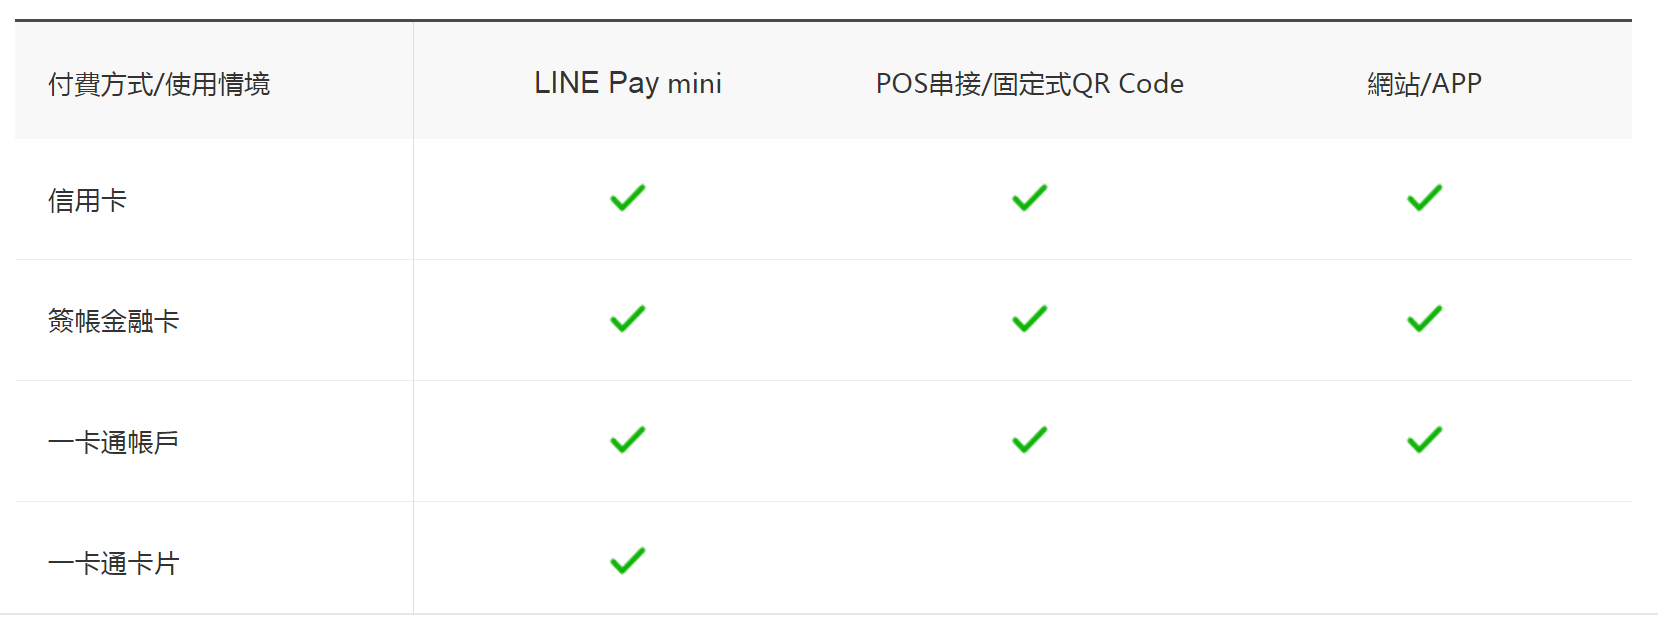 付費方式/使用情境 LINE Pay mini POS串接/固定式QR Code 網站/APP
信用卡
簽帳金融卡
一卡通帳戶
一卡通卡片